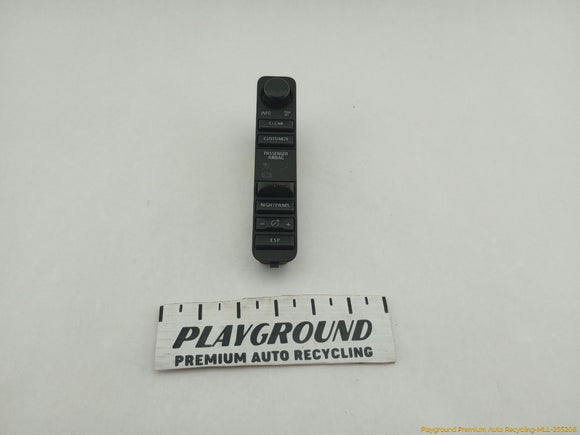 INFO
CLEAR
CUSTOMIZE
PASSENGER
AIRBAG
NIGHTPANEL
- +
ESP
PLAYGROUND
PREMIUM AUTO RECYCLING
Playground Premium Auto Recycling-MLL-255208